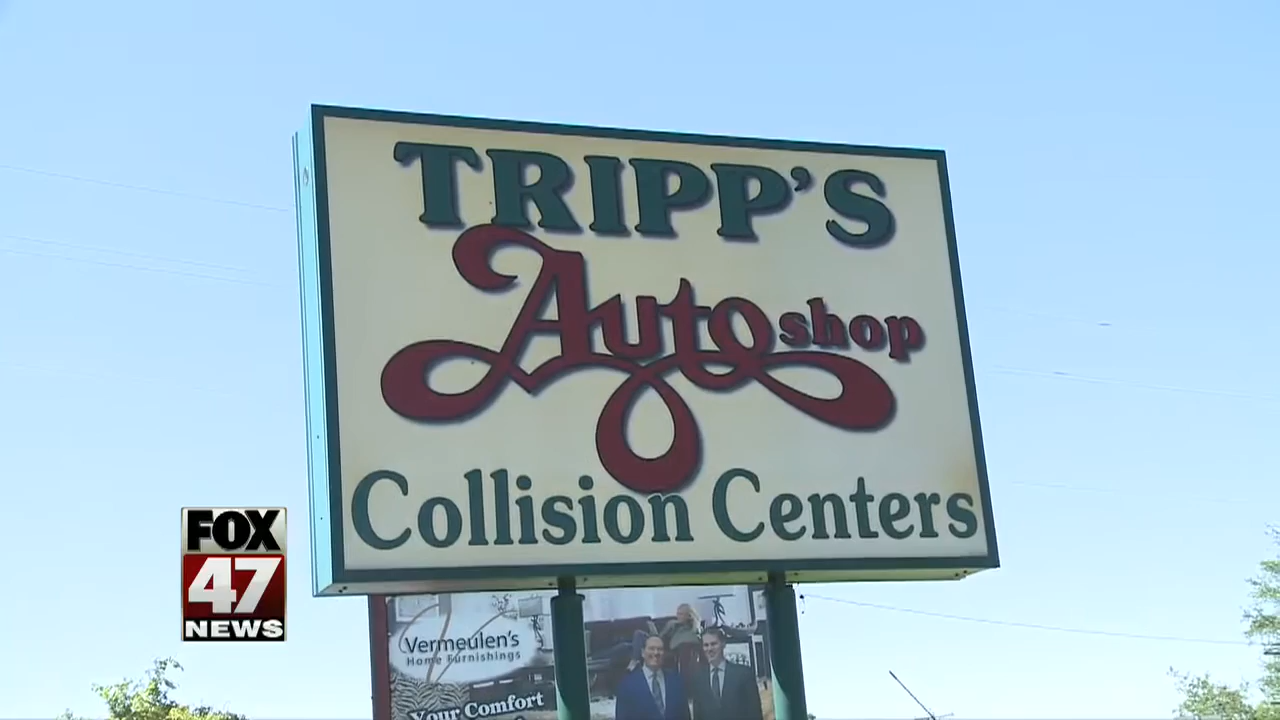 TRIPP'S
Auto shop
Collision Centers
FOX
47
NEWS
Vermeulen's
Home Furnishings
Your Comfort